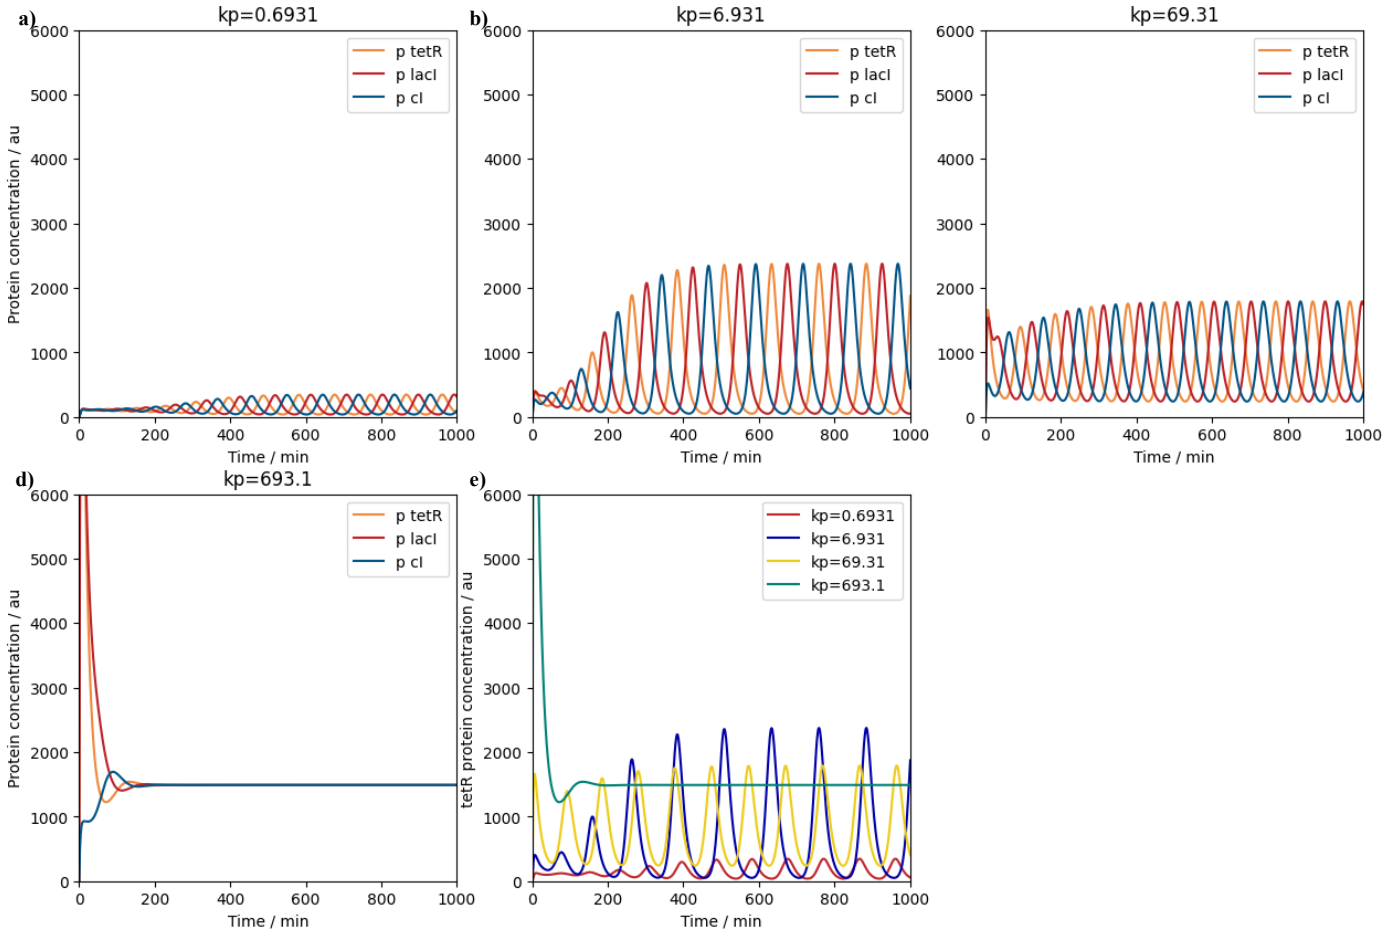 a)
kp=0.6931
6000
5000
4000
3000
2000
1000
0
Protein concentration / au
p tetR
p lacI
p cI
0 200 400 600 800 1000
Time / min
b)
kp=6.931
6000
5000
4000
3000
2000
1000
0
p tetR
p lacI
p cI
0 200 400 600 800 1000
Time / min
kp=69.31
6000
5000
4000
3000
2000
1000
0
p tetR
p lacI
p cI
0 200 400 600 800 1000
Time / min
d)
kp=693.1
6000
5000
4000
3000
2000
1000
0
Protein concentration / au
p tetR
p lacI
p cI
0 200 400 600 800 1000
Time / min
e)
6000
5000
4000
3000
2000
1000
0
tetR protein concentration / au
kp=0.6931
kp=6.931
kp=69.31
kp=693.1
0 200 400 600 800 1000
Time / min